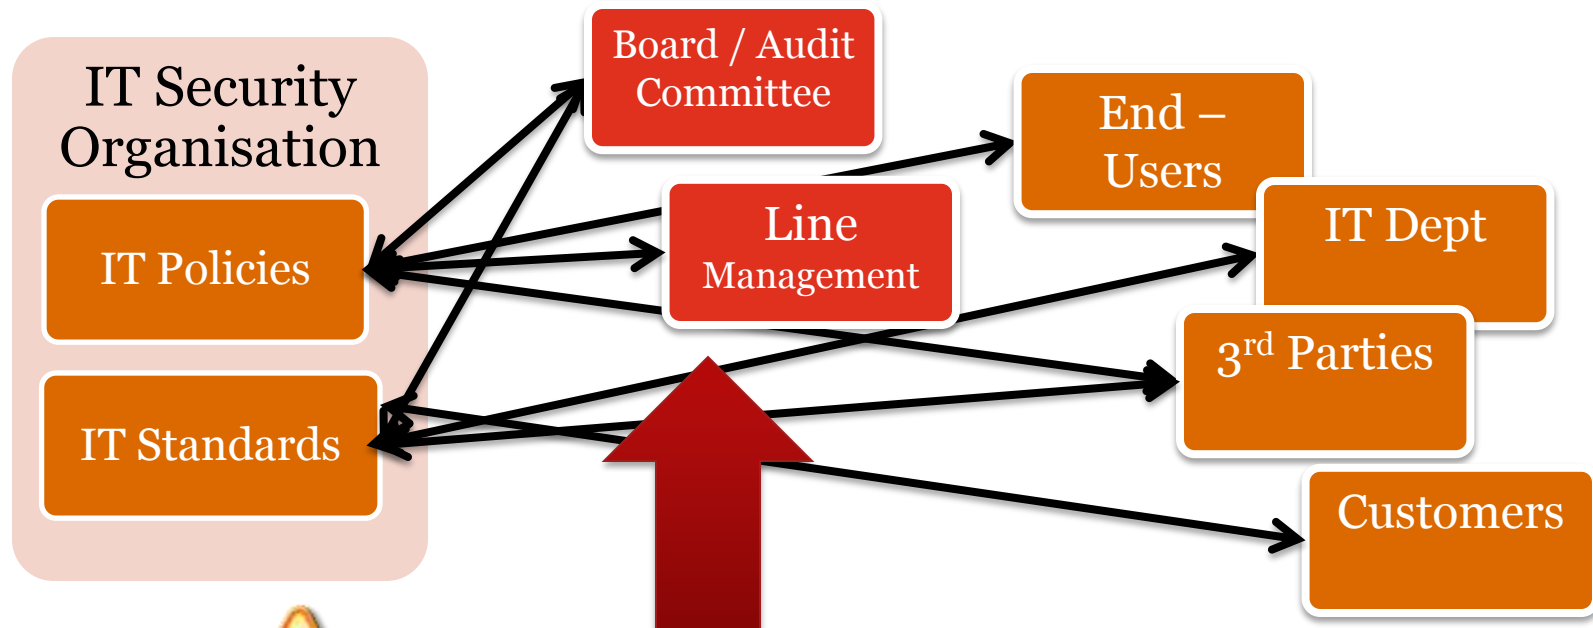 IT Security
Organisation
IT Policies
IT Standards
Board / Audit
Committee
Line
Management
End –
Users
IT Dept
3rd Parties
Customers